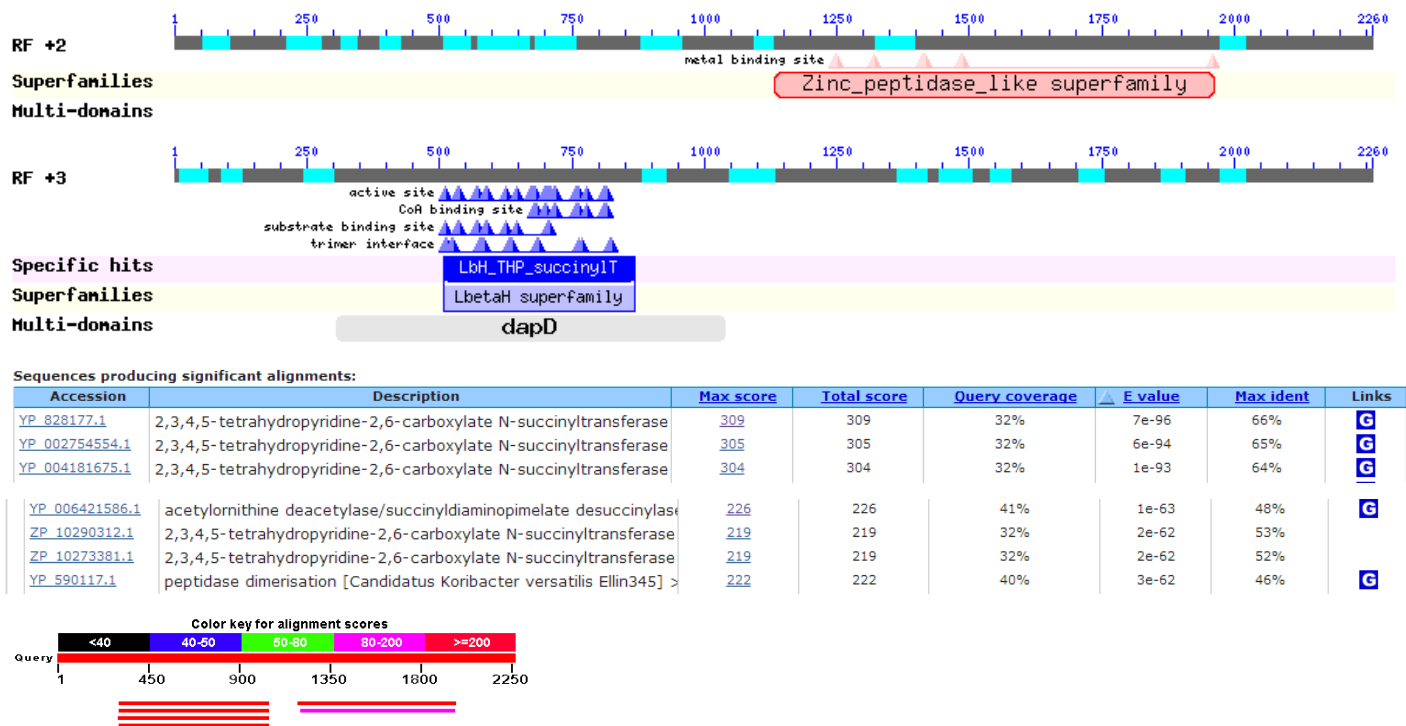 1 250 500 750 1000 1250 1500 1750 2000 2260
RF +2
metal binding site
Superfamilies Zinc_peptidase_like superfamily
Multi-domains
1 250 500 750 1000 1250 1500 1750 2000 2260
RF +3
active site
CoA binding site
substrate binding site
trimer interface
Specific hits LbH_THP_succinylT
Superfamilies LbetaH superfamily
Multi-domains dapD
Sequences producing significant alignments:
Accession Description Max score Total score Query coverage E value Max ident Links
YP_828177.1 2,3,4,5-tetrahydropyridine-2,6-carboxylate N-succinyltransferase 309 309 32% 7e-96 66% G
YP_002754554.1 2,3,4,5-tetrahydropyridine-2,6-carboxylate N-succinyltransferase 305 305 32% 6e-94 65% G
YP_004181675.1 2,3,4,5-tetrahydropyridine-2,6-carboxylate N-succinyltransferase 304 304 32% 1e-93 64% G
YP_006421586.1 acetylornithine deacetylase/succinyldiaminopimelate desuccinylase 226 226 41% 1e-63 48% G
ZP_10290312.1 2,3,4,5-tetrahydropyridine-2,6-carboxylate N-succinyltransferase 219 219 32% 2e-62 53%
ZP_10273381.1 2,3,4,5-tetrahydropyridine-2,6-carboxylate N-succinyltransferase 219 219 32% 2e-62 52%
YP_590117.1 peptidase dimerisation [Candidatus Koribacter versatilis Ellin345] > 222 222 40% 3e-62 46% G
Color key for alignment scores
<40 40-50 50-80 80-200 >=200
Query
1 450 900 1350 1800 2250